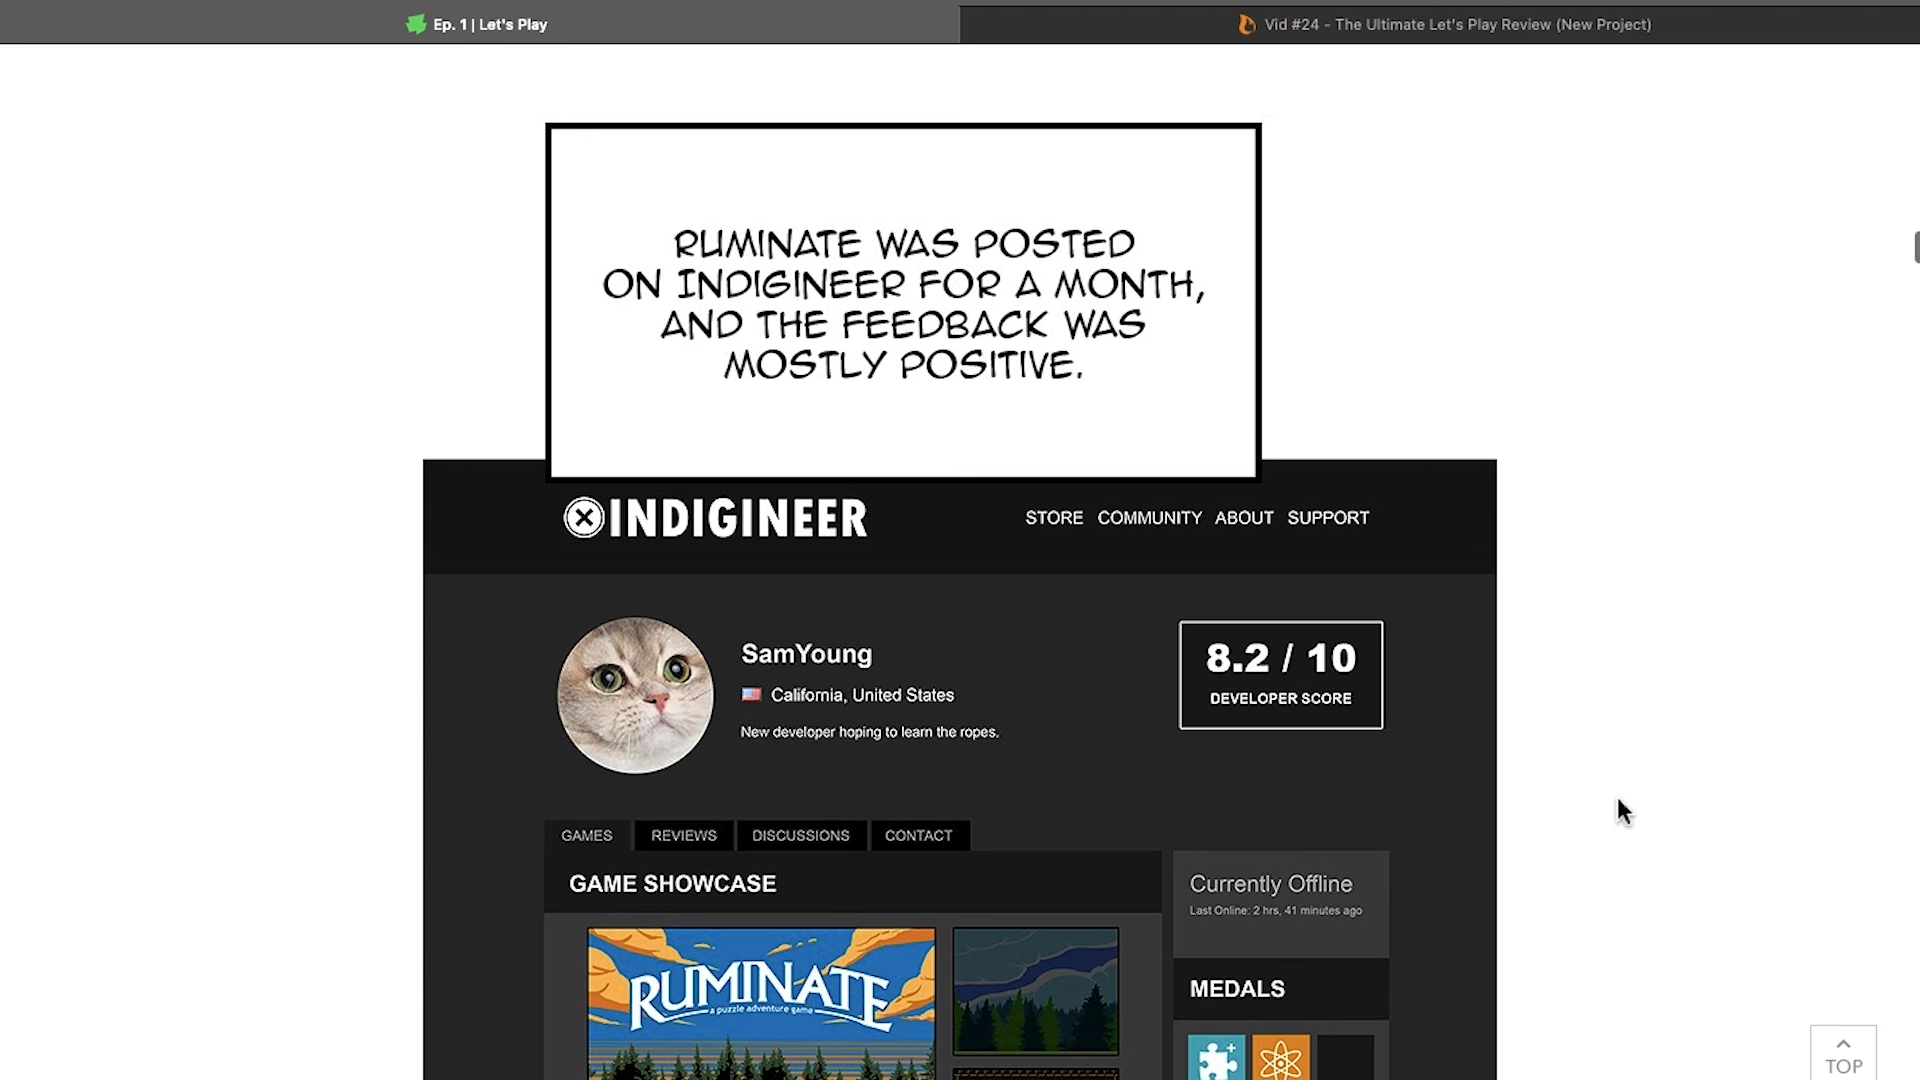 Ep. 1 | Let's Play
Vid #24 - The Ultimate Let's Play Review (New Project)
RUMINATE WAS POSTED
ON INDIGINEER FOR A MONTH,
AND THE FEEDBACK WAS
MOSTLY POSITIVE.
INDIGINEER
STORE COMMUNITY ABOUT SUPPORT
SamYoung
California, United States
New developer hoping to learn the ropes.
8.2 / 10
DEVELOPER SCORE
GAMES REVIEWS DISCUSSIONS CONTACT
GAME SHOWCASE
Currently Offline
Last Online: 2 hrs, 41 minutes ago
RUMINATE
a puzzle adventure game
MEDALS
TOP